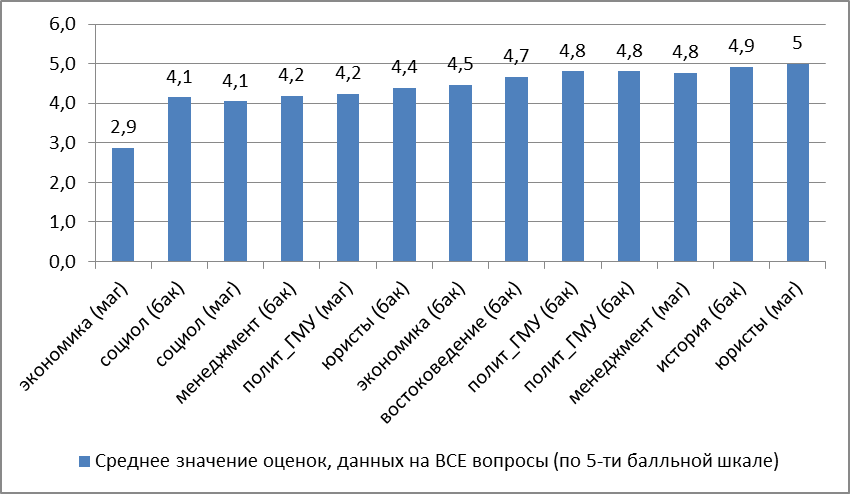 6,0
5,0
4,0
3,0
2,0
1,0
0,0
2,9
4,1
4,1
4,2
4,2
4,4
4,5
4,7
4,8
4,8
4,8
4,9
5
экономика (маг)
социол (бак)
социол (маг)
менеджмент (бак)
полит_ГМУ (маг)
юристы (бак)
экономика (бак)
востоковедение (бак)
полит_ГМУ (бак)
полит_ГМУ (бак)
менеджмент (маг)
история (бак)
юристы (маг)
Среднее значение оценок, данных на ВСЕ вопросы (по 5-ти балльной шкале)